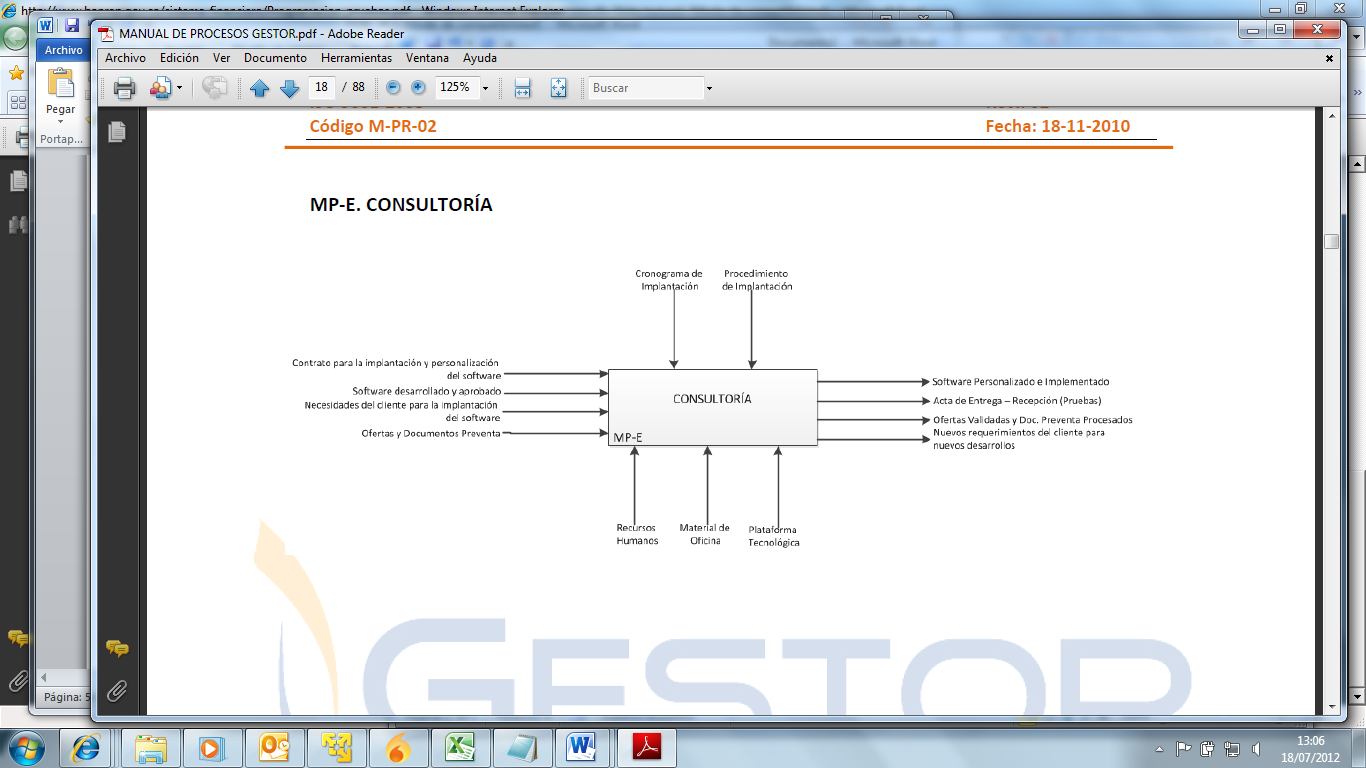 MANUAL DE PROCESOS GESTOR.pdf - Adobe Reader
Archivo
Archivo Edición Ver Documento Herramientas Ventana Ayuda
Pegar
18 / 88
125%
Buscar
Portap...
Código M-PR-02
Fecha: 18-11-2010
MP-E. CONSULTORÍA
Cronograma de
Implantación
Procedimiento
de Implantación
Contrato para la implantación y personalización
del software
Software desarrollado y aprobado
Necesidades del cliente para la implantación
del software
Ofertas y Documentos Preventa
CONSULTORÍA
MP-E
Software Personalizado e Implementado
Acta de Entrega – Recepción (Pruebas)
Ofertas Validadas y Doc. Preventa Procesados
Nuevos requerimientos del cliente para
nuevos desarrollos
Recursos
Humanos
Material de
Oficina
Plataforma
Tecnológica
GESTOR
Página: 5
13:06
18/07/2012